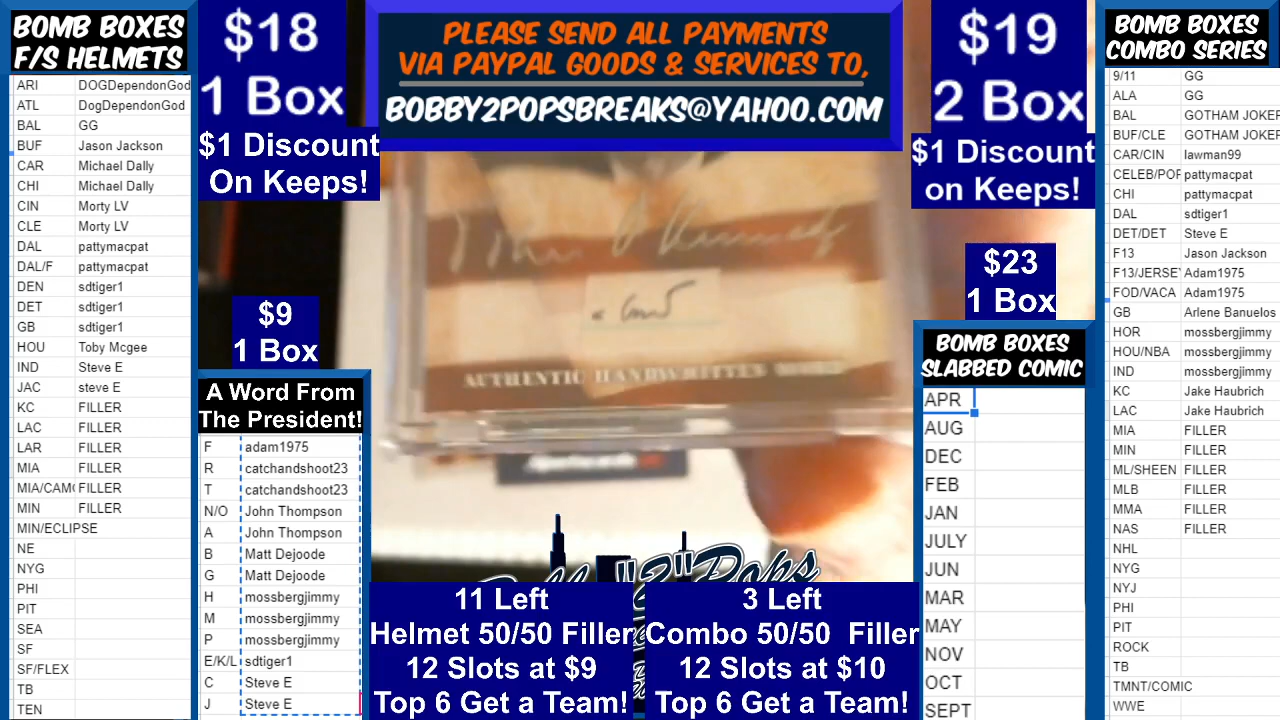 BOMB BOXES
F/S HELMETS
ARI DOGDependonGod
ATL DogDependonGod
BAL GG
BUF Jason Jackson
CAR Michael Dally
CHI Michael Dally
CIN Morty LV
CLE Morty LV
DAL pattymacpat
DAL/F pattymacpat
DEN sdtiger1
DET sdtiger1
GB sdtiger1
HOU Toby Mcgee
IND Steve E
JAC steve E
KC FILLER
LAC FILLER
LAR FILLER
MIA FILLER
MIA/CAM FILLER
MIN FILLER
MIN/ECLIPSE
NE
NYG
PHI
PIT
SEA
SF
SF/FLEX
TB
TEN
$18
1 Box
$1 Discount
On Keeps!
$9
1 Box
A Word From
The President!
F adam1975
R catchandshoot23
T catchandshoot23
N/O John Thompson
A John Thompson
B Matt Dejoode
G Matt Dejoode
H mossbergjimmy
M mossbergjimmy
P mossbergjimmy
E/K/L sdtiger1
C Steve E
J Steve E
PLEASE SEND ALL PAYMENTS
VIA PAYPAL GOODS & SERVICES TO,
BOBBY2POPSBREAKS@YAHOO.COM
John F Kennedy
AUTHENTIC HANDWRITTEN WORD
"2" Pops
11 Left
Helmet 50/50 Filler
12 Slots at $9
Top 6 Get a Team!
3 Left
Combo 50/50 Filler
12 Slots at $10
Top 6 Get a Team!
$19
2 Box
$1 Discount
on Keeps!
$23
1 Box
BOMB BOXES
SLABBED COMIC
APR
AUG
DEC
FEB
JAN
JULY
JUN
MAR
MAY
NOV
OCT
SEPT
BOMB BOXES
COMBO SERIES
9/11 GG
ALA GG
BAL GOTHAM JOKER
BUF/CLE GOTHAM JOKER
CAR/CIN lawman99
CELEB/POP pattymacpat
CHI pattymacpat
DAL sdtiger1
DET/DET Steve E
F13 Jason Jackson
F13/JERSEY Adam1975
FOD/VACA Adam1975
GB Arlene Banuelos
HOR mossbergjimmy
HOU/NBA mossbergjimmy
IND mossbergjimmy
KC Jake Haubrich
LAC Jake Haubrich
MIA FILLER
MIN FILLER
ML/SHEEN FILLER
MLB FILLER
MMA FILLER
NAS FILLER
NHL
NYG
NYJ
PHI
PIT
ROCK
TB
TMNT/COMIC
WWE